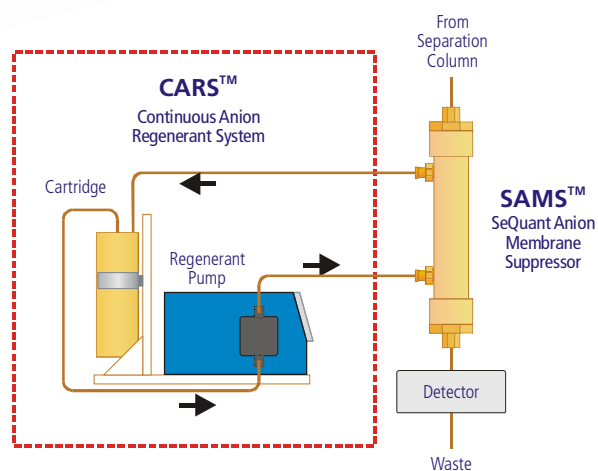 From
Separation
Column
CARS™
Continuous Anion
Regenerant System
Cartridge
Regenerant
Pump
SAMS™
SeQuant Anion
Membrane
Suppressor
Detector
Waste